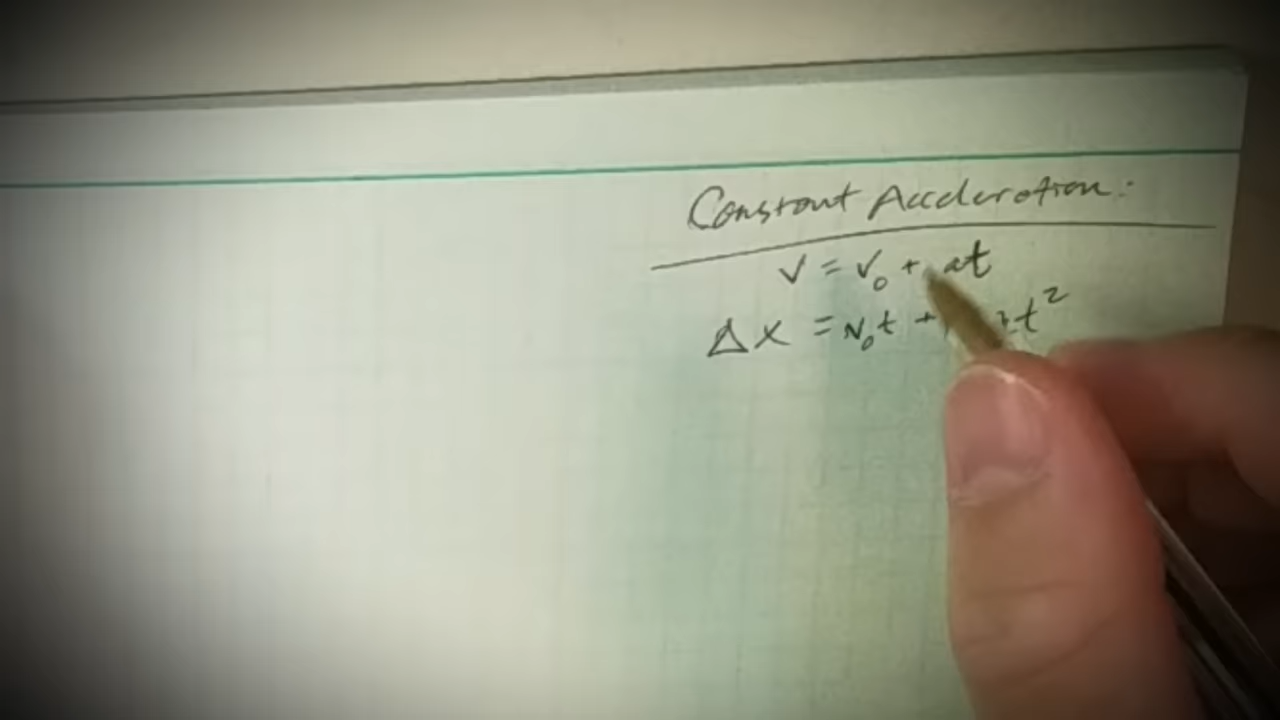 Constant Acceleration:
v = v₀ + at
Δx = v₀t + t²